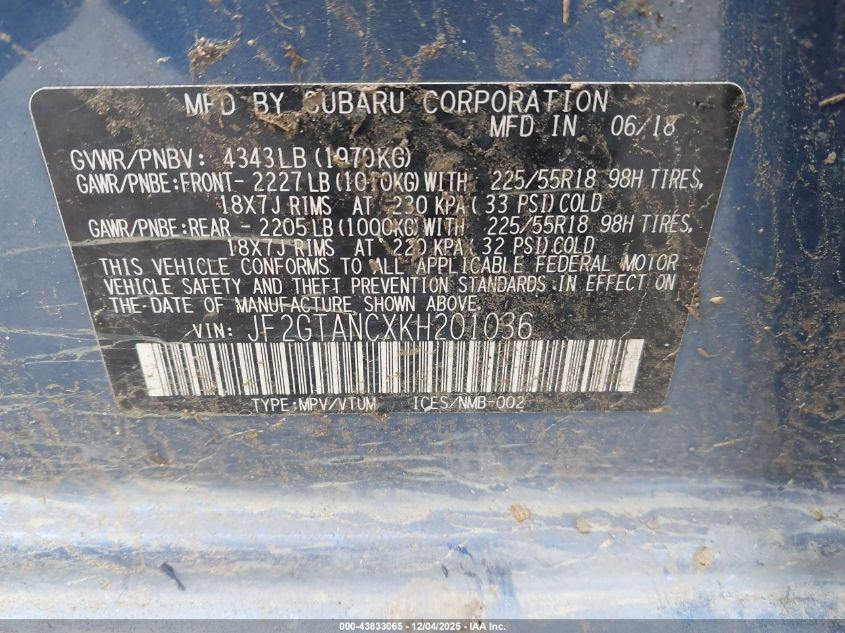 MFD BY SUBARU CORPORATION
MFD IN 06/18
GVWR/PNBV: 4343LB(1970KG)
GAWR/PNBE:FRONT-2227LB(1010KG)WITH 225/55R18 98H TIRES,
18X7J RIMS AT 230 KPA(33 PSI)COLD
GAWR/PNBE:REAR -2205LB(1000KG)WITH 225/55R18 98H TIRES,
18X7J RIMS AT 220 KPA(32 PSI)COLD
THIS VEHICLE CONFORMS TO ALL APPLICABLE FEDERAL MOTOR
VEHICLE SAFETY AND THEFT PREVENTION STANDARDS IN EFFECT ON
THE DATE OF MANUFACTURE SHOWN ABOVE.
VIN: JF2GTANCXKH201036
TYPE:MPV/VTUM ICES/NMB-002
000-43833065 - 12/04/2025 - IAA Inc.